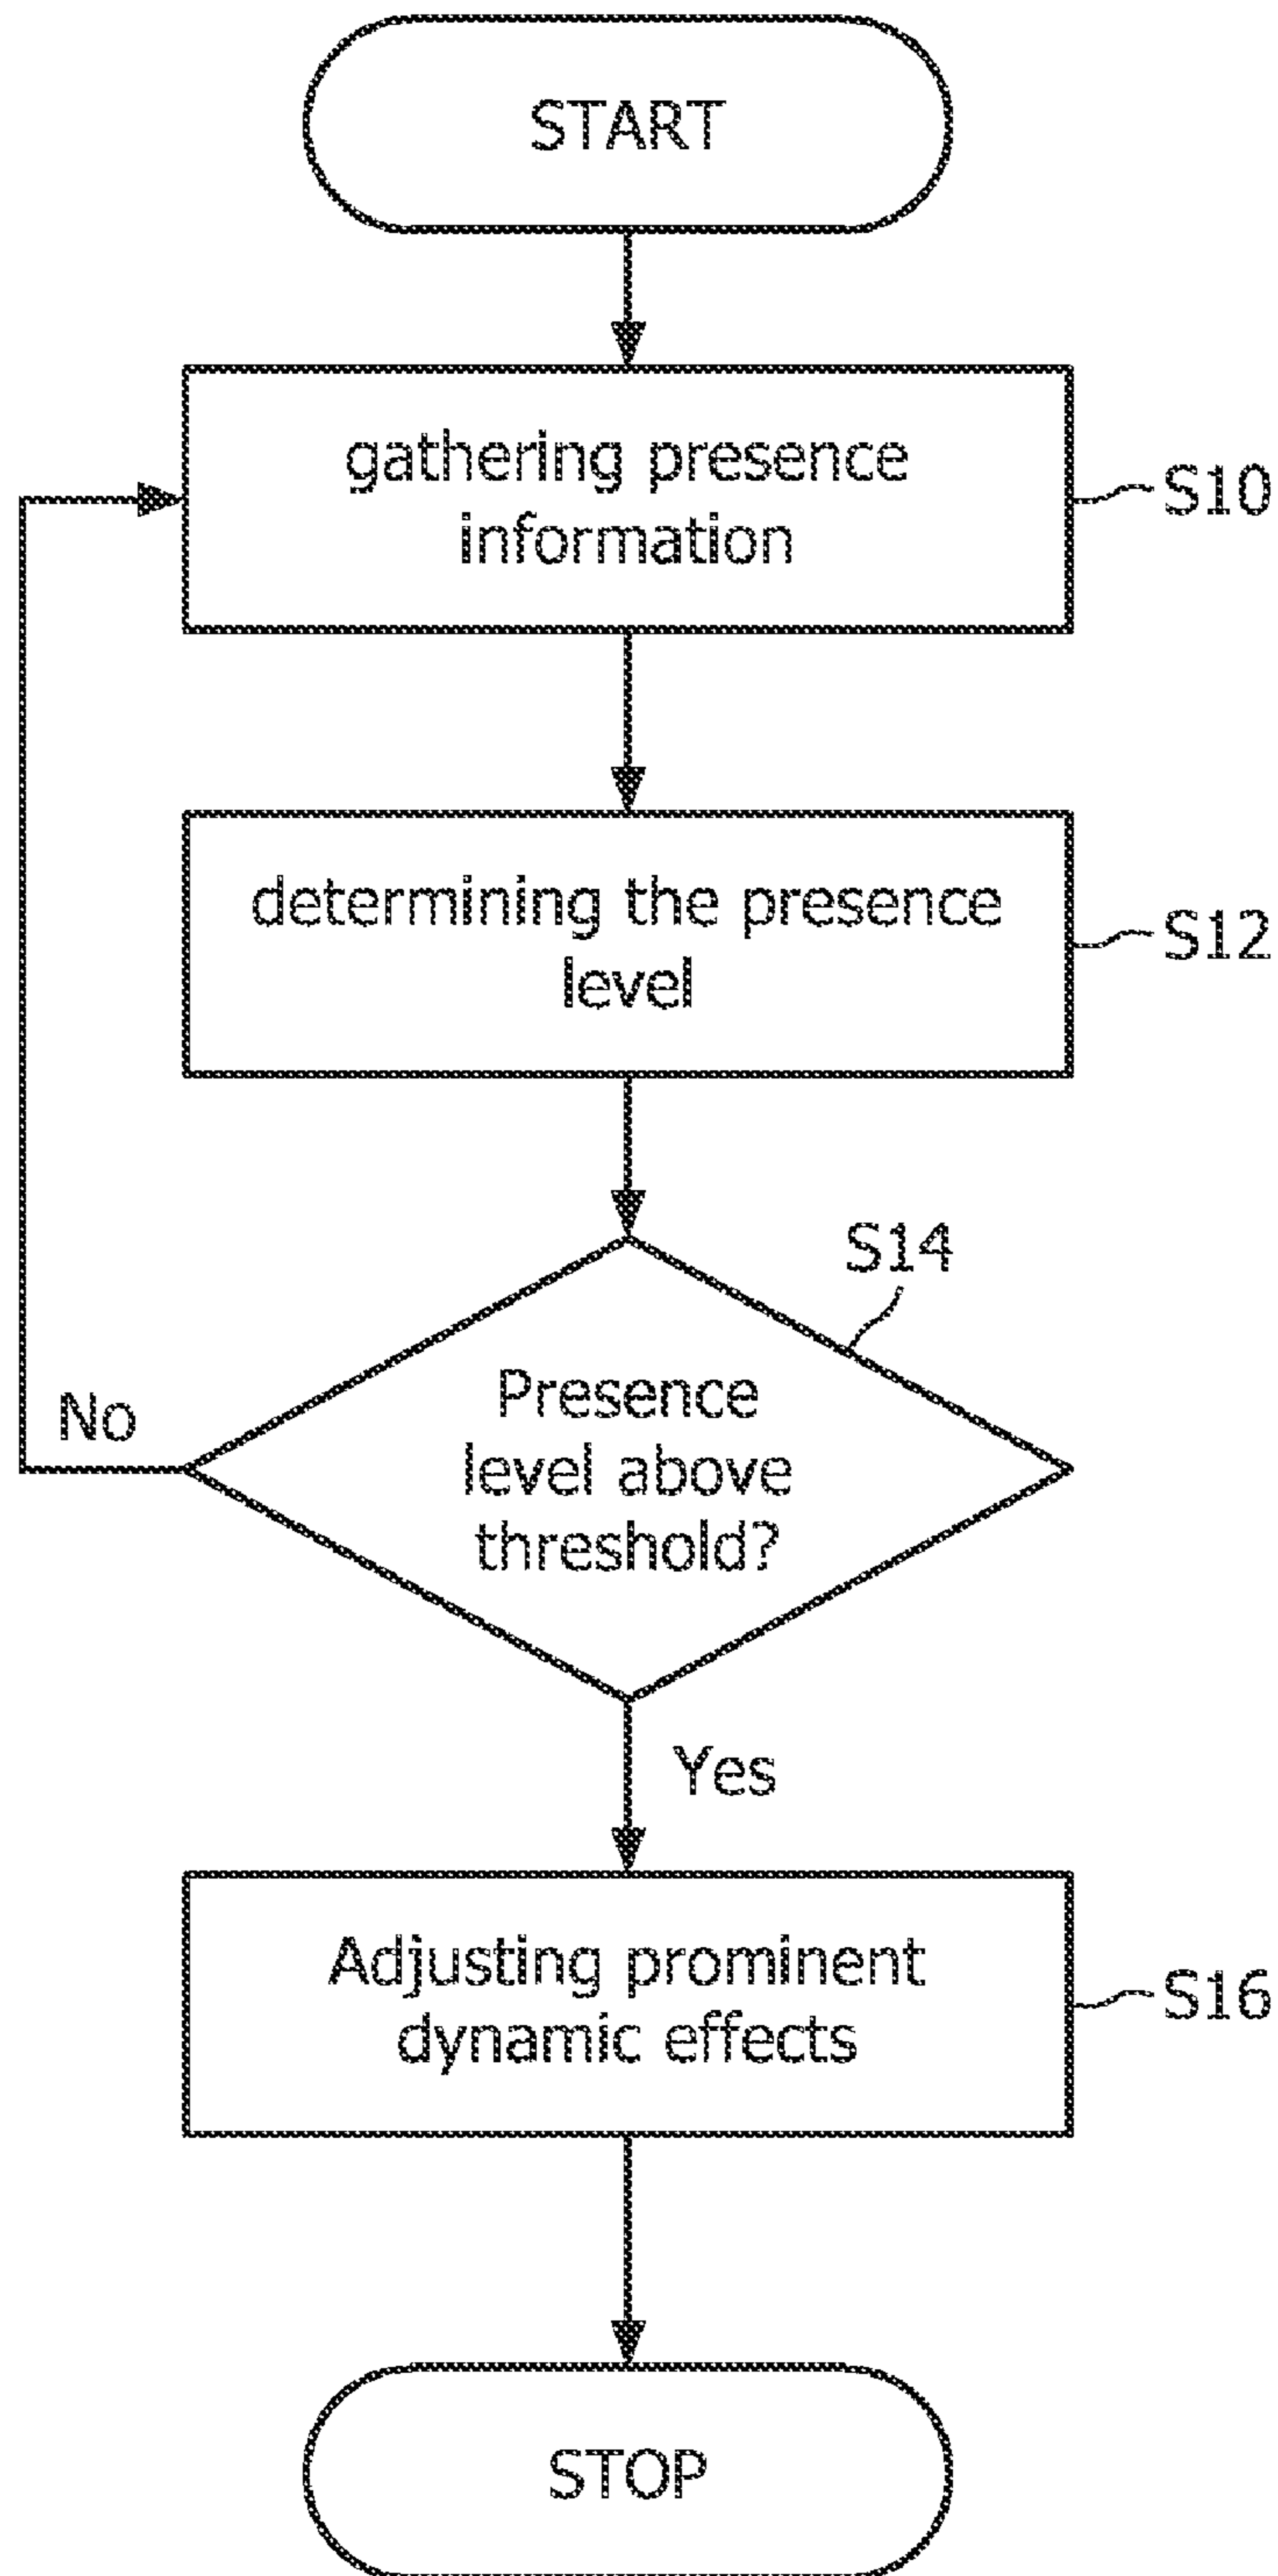 START
gathering presence
information
S10
determining the presence
level
S12
S14
Presence
level above
threshold?
No
Yes
Adjusting prominent
dynamic effects
S16
STOP